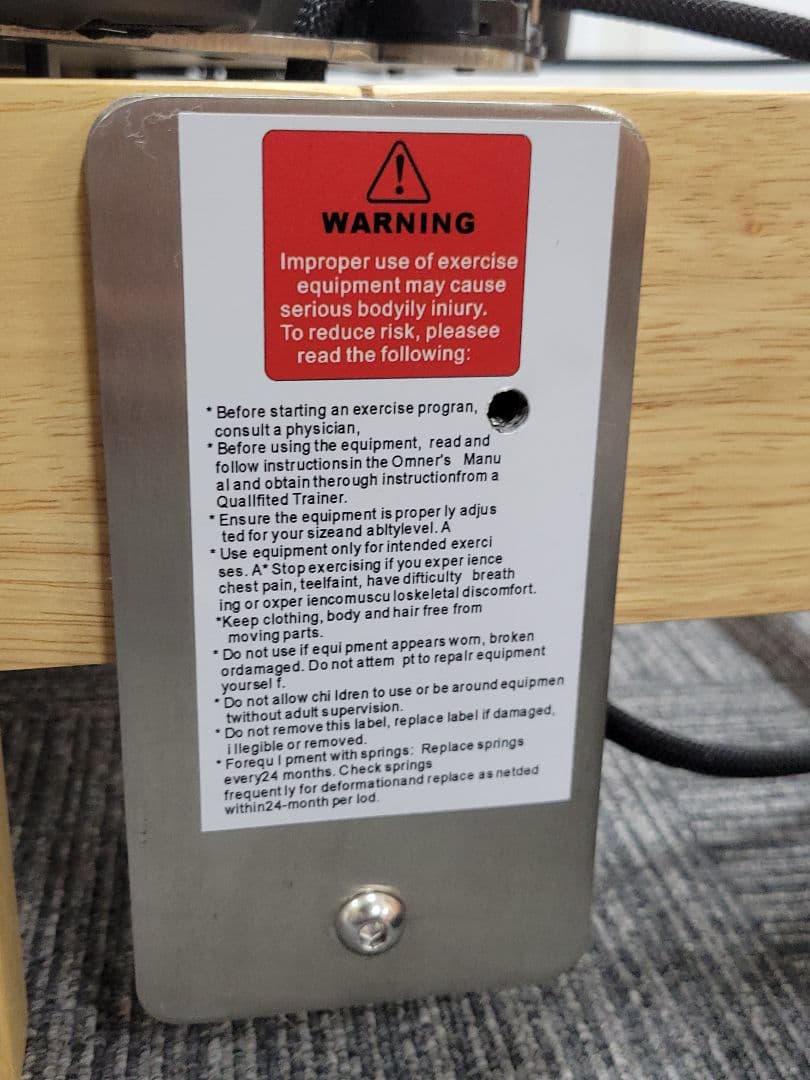 WARNING
Improper use of exercise
equipment may cause
serious bodyily iniury.
To reduce risk, pleasee
read the following:
* Before starting an exercise progran,
consult a physician,
* Before using the equipment, read and
follow instructionsin the Omner's Manu
al and obtain therough instructionfrom a
Quallfited Trainer.
* Ensure the equipment is proper ly adjus
ted for your sizeand abltylevel. A
* Use equipment only for intended exerci
ses. A* Stop exercising if you exper ience
chest pain, teelfaint, have difticulty breath
ing or oxper iencomuscu loskeletal discomfort.
*Keep clothing, body and hair free from
moving parts.
* Do not use if equi pment appears wom, broken
ordamaged. Do not attem pt to repalr equipment
yoursel f.
* Do not allow chi ldren to use or be around equipmen
twithout adult supervision.
* Do not remove this label, replace label if damaged,
illegible or removed.
* Forequ l pment with springs: Replace springs
every24 months. Check springs
frequently for deformationand replace as netded
within24-month per lod.